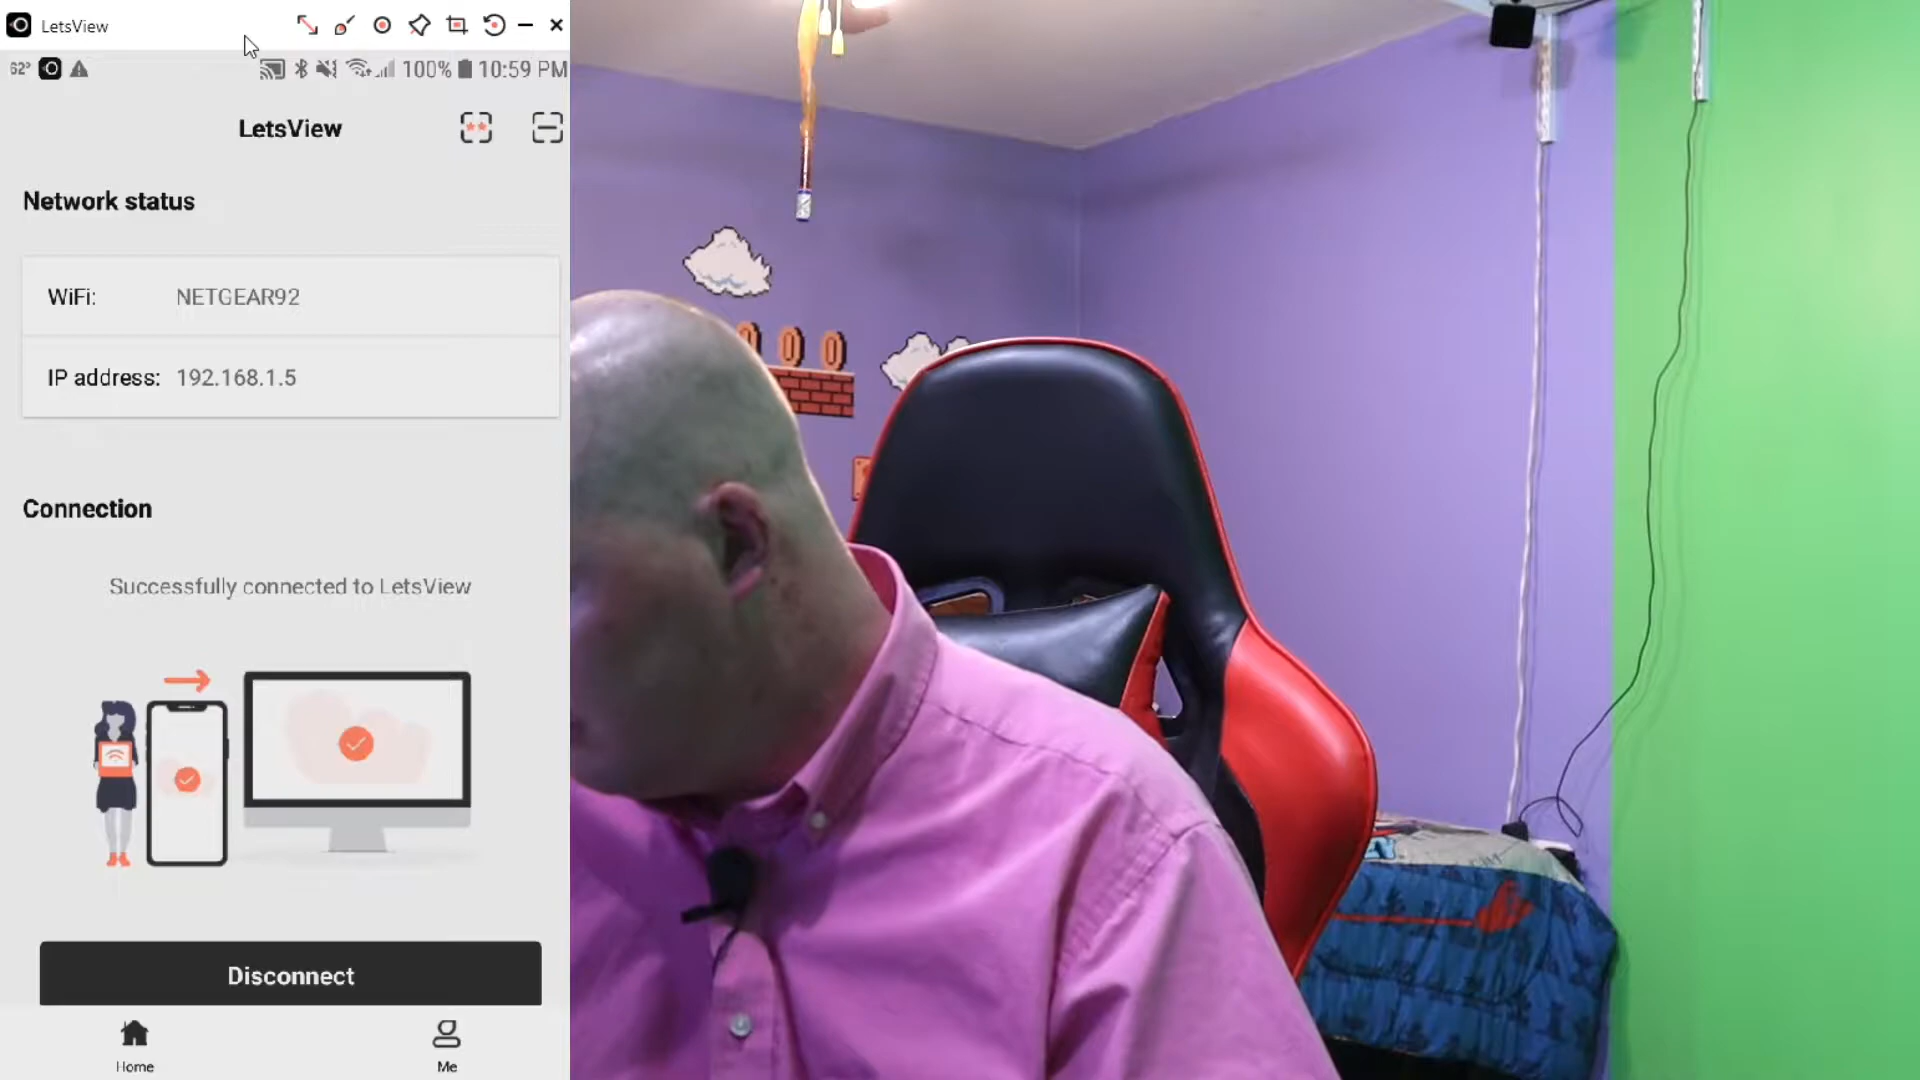 LetsView
62° 100% 10:59 PM
LetsView
Network status
WiFi: NETGEAR92
IP address: 192.168.1.5
Connection
Successfully connected to LetsView
Disconnect
Home Me